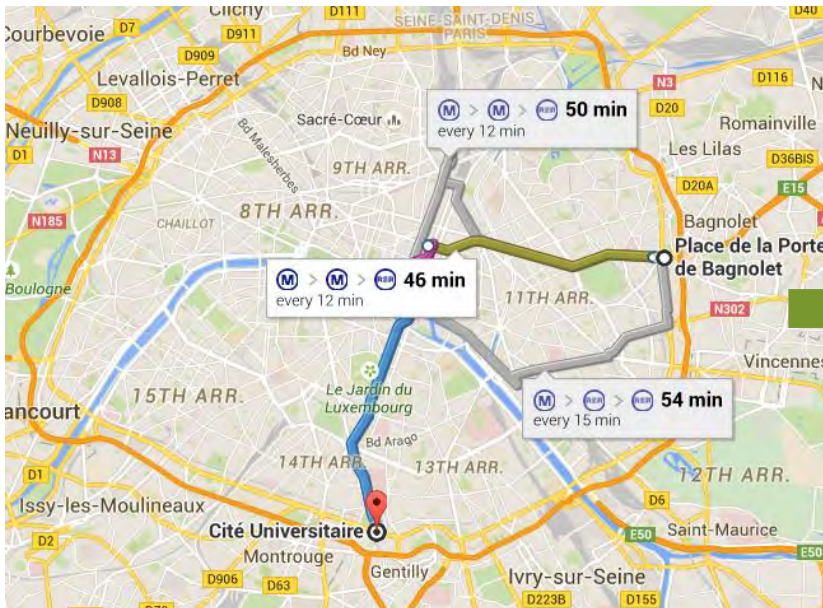 Clichy
D111
SEINE-SAINT-DENIS
PARIS
D40
Courbevoie
D7
D911
Bd Ney
D909
Levallois-Perret
N3
D116
D908
D20
Neuilly-sur-Seine
Sacré-Cœur
M > M > RER 50 min
every 12 min
Romainville
D1
N13
Bd Malesherbes
Les Lilas
D36BIS
9TH ARR.
D20A
E15
N185
8TH ARR.
CHAILLOT
Bagnolet
Place de la Porte
de Bagnolet
Boulogne
M > M > RER 46 min
every 12 min
11TH ARR.
N302
Vincennes
15TH ARR.
Le Jardin du
Luxembourg
M > RER > RER 54 min
every 15 min
ancourt
Bd Arago
14TH ARR.
13TH ARR.
12TH ARR.
D1
Issy-les-Moulineaux
D6
Cité Universitaire
E50
Saint-Maurice
D2
Montrouge
E50
Gentilly
D906
D63
Ivry-sur-Seine
D223B
D155